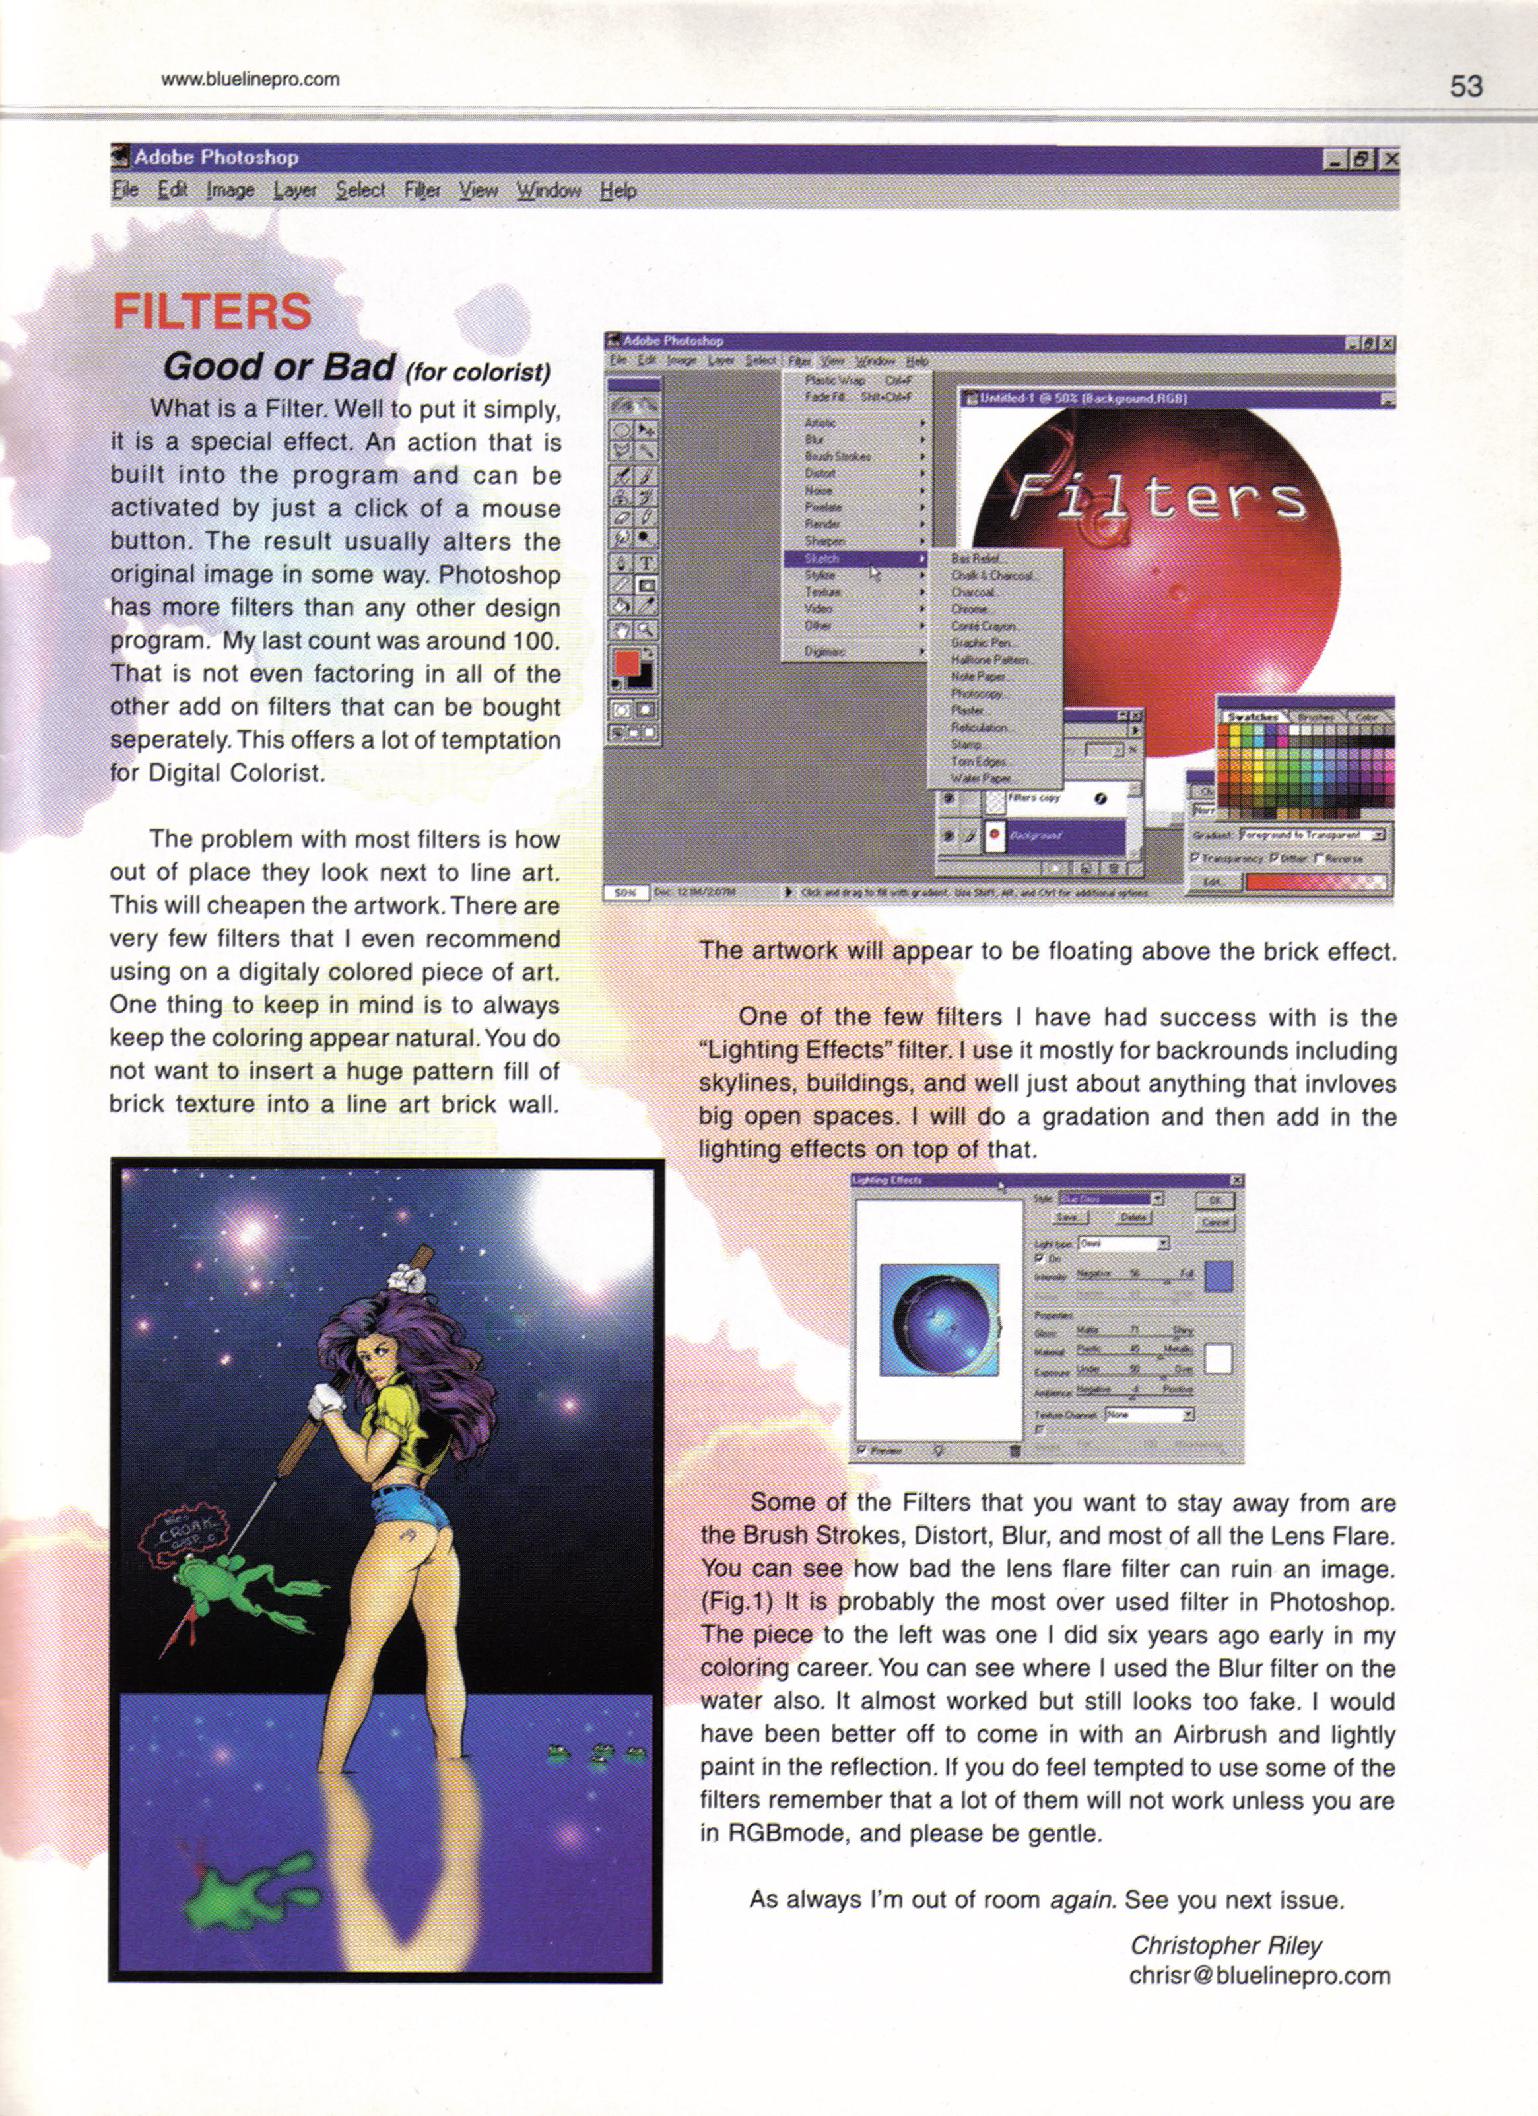 www.bluelinepro.com
53
Adobe Photoshop
File Edit Image Layer Select Filter View Window Help
FILTERS
Good or Bad (for colorist)
What is a Filter. Well to put it simply,
it is a special effect. An action that is
built into the program and can be
activated by just a click of a mouse
button. The result usually alters the
original image in some way. Photoshop
has more filters than any other design
program. My last count was around 100.
That is not even factoring in all of the
other add on filters that can be bought
seperately. This offers a lot of temptation
for Digital Colorist.
The problem with most filters is how
out of place they look next to line art.
This will cheapen the artwork. There are
very few filters that I even recommend
using on a digitaly colored piece of art.
One thing to keep in mind is to always
keep the coloring appear natural. You do
not want to insert a huge pattern fill of
brick texture into a line art brick wall.
CROAK
Adobe Photoshop
File Edit Image Layer Select Filter View Window Help
Plastic Wrap Ctrl+F
Fade Fill... Shft+Ctrl+F
Artistic
Blur
Brush Strokes
Distort
Noise
Pixelate
Render
Sharpen
Sketch
Stylize
Texture
Video
Other
Digimarc
Bas Relief...
Chalk & Charcoal...
Charcoal...
Chrome...
Conté Crayon...
Graphic Pen...
Halftone Pattern...
Note Paper...
Photocopy...
Plaster...
Reticulation...
Stamp...
Torn Edges...
Water Paper...
Untitled-1 @ 50% (Background,RGB)
Filters
Swatches Brushes Color
Filters copy
Background
Gradient: Foreground to Transparent
Transparency Dither Reverse
Edit...
50% Doc: 12.1M/2.07M Click and drag to fill with gradient. Use Shift, Alt, and Ctrl for additional options.
The artwork will appear to be floating above the brick effect.
One of the few filters I have had success with is the
“Lighting Effects” filter. I use it mostly for backrounds including
skylines, buildings, and well just about anything that invloves
big open spaces. I will do a gradation and then add in the
lighting effects on top of that.
Lighting Effects
Style: Blue Omni
OK
Save... Delete
Cancel
Light type: Omni
On
Intensity: Negative 56 Full
Properties:
Gloss: Matte 71 Shiny
Material: Plastic 45 Metallic
Exposure: Under 50 Over
Ambience: Negative Positive
Texture Channel: None
Preview
Some of the Filters that you want to stay away from are
the Brush Strokes, Distort, Blur, and most of all the Lens Flare.
You can see how bad the lens flare filter can ruin an image.
(Fig.1) It is probably the most over used filter in Photoshop.
The piece to the left was one I did six years ago early in my
coloring career. You can see where I used the Blur filter on the
water also. It almost worked but still looks too fake. I would
have been better off to come in with an Airbrush and lightly
paint in the reflection. If you do feel tempted to use some of the
filters remember that a lot of them will not work unless you are
in RGBmode, and please be gentle.
As always I'm out of room again. See you next issue.
Christopher Riley
chrisr@bluelinepro.com